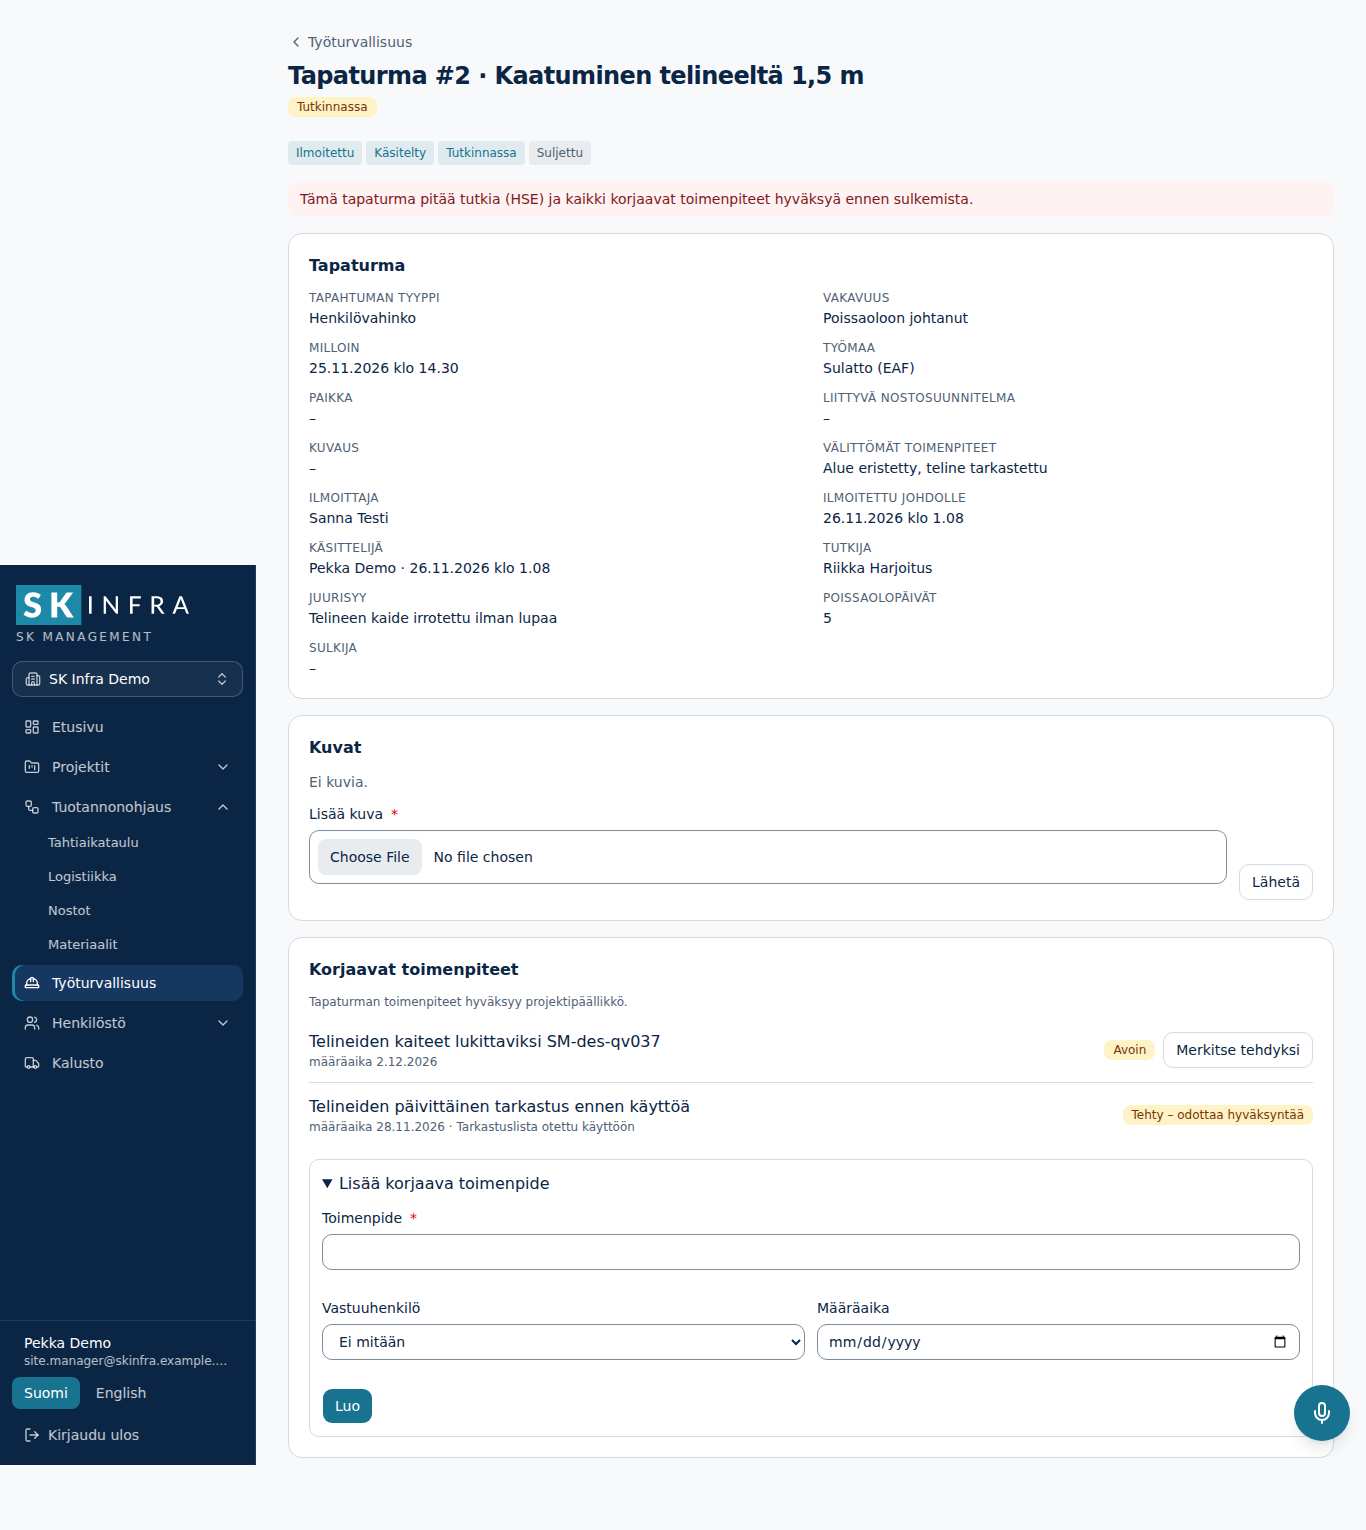 Työturvallisuus
Tapaturma #2 · Kaatuminen telineeltä 1,5 m
Tutkinnassa
Ilmoitettu Käsitelty Tutkinnassa Suljettu
Tämä tapaturma pitää tutkia (HSE) ja kaikki korjaavat toimenpiteet hyväksyä ennen sulkemista.
Tapaturma
TAPAHTUMAN TYYPPI
Henkilövahinko
VAKAVUUS
Poissaoloon johtanut
MILLOIN
25.11.2026 klo 14.30
TYÖMAA
Sulatto (EAF)
PAIKKA
–
LIITTYVÄ NOSTOSUUNNITELMA
–
KUVAUS
–
VÄLITTÖMÄT TOIMENPITEET
Alue eristetty, teline tarkastettu
ILMOITTAJA
Sanna Testi
ILMOITETTU JOHDOLLE
26.11.2026 klo 1.08
KÄSITTELIJÄ
Pekka Demo · 26.11.2026 klo 1.08
TUTKIJA
Riikka Harjoitus
JUURISYY
Telineen kaide irrotettu ilman lupaa
POISSAOLOPÄIVÄT
5
SULKIJA
–
Kuvat
Ei kuvia.
Lisää kuva *
Choose File No file chosen
Lähetä
Korjaavat toimenpiteet
Tapaturman toimenpiteet hyväksyy projektipäällikkö.
Telineiden kaiteet lukittaviksi SM-des-qv037
määräaika 2.12.2026
Avoin
Merkitse tehdyksi
Telineiden päivittäinen tarkastus ennen käyttöä
määräaika 28.11.2026 · Tarkastuslista otettu käyttöön
Tehty – odottaa hyväksyntää
Lisää korjaava toimenpide
Toimenpide *
Vastuuhenkilö
Ei mitään
Määräaika
mm/dd/yyyy
Luo
SK INFRA
SK MANAGEMENT
SK Infra Demo
Etusivu
Projektit
Tuotannonohjaus
Tahtiaikataulu
Logistiikka
Nostot
Materiaalit
Työturvallisuus
Henkilöstö
Kalusto
Pekka Demo
site.manager@skinfra.example....
Suomi English
Kirjaudu ulos